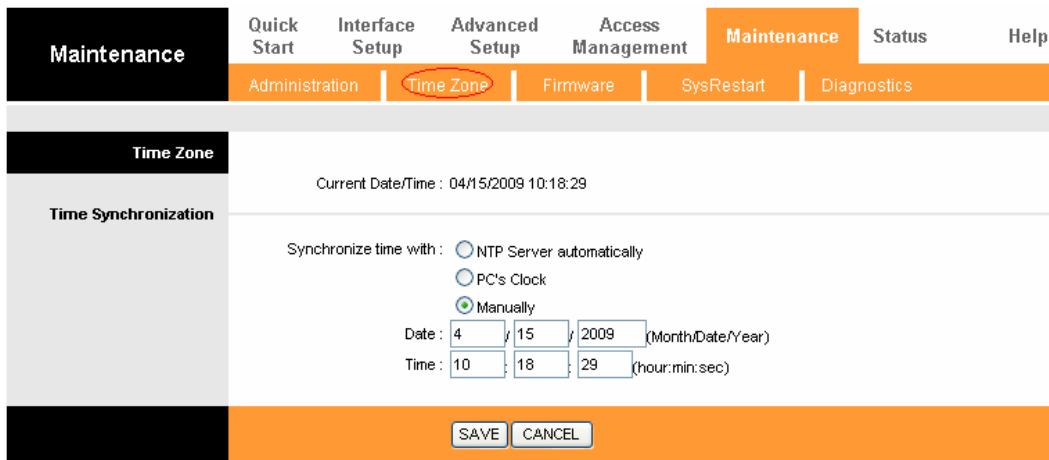 Maintenance
Quick Start
Interface Setup
Advanced Setup
Access Management
Maintenance
Status
Help
Administration
Time Zone
Firmware
SysRestart
Diagnostics
Time Zone
Current Date/Time : 04/15/2009 10:18:29
Time Synchronization
Synchronize time with : NTP Server automatically
PC's Clock
Manually
Date : 4 / 15 / 2009 (Month/Date/Year)
Time : 10 : 18 : 29 (hour:min:sec)
SAVE CANCEL